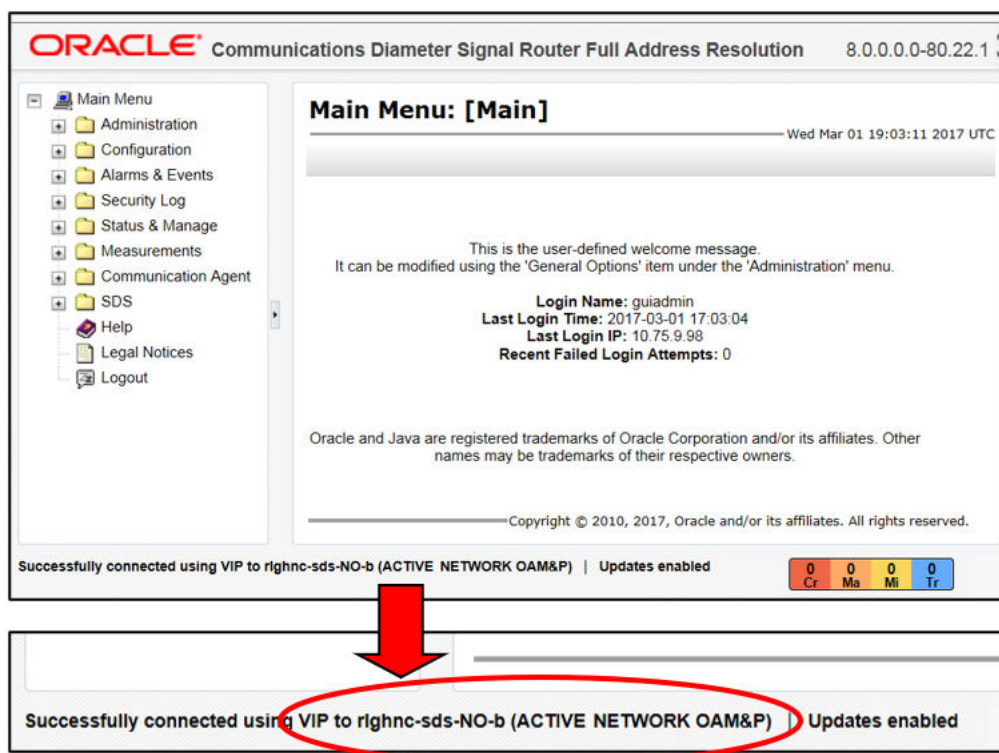 ORACLE® Communications Diameter Signal Router Full Address Resolution 8.0.0.0.0-80.22.1
Main Menu
Administration
Configuration
Alarms & Events
Security Log
Status & Manage
Measurements
Communication Agent
SDS
Help
Legal Notices
Logout
Main Menu: [Main]
Wed Mar 01 19:03:11 2017 UTC
This is the user-defined welcome message.
It can be modified using the 'General Options' item under the 'Administration' menu.
Login Name: guiadmin
Last Login Time: 2017-03-01 17:03:04
Last Login IP: 10.75.9.98
Recent Failed Login Attempts: 0
Oracle and Java are registered trademarks of Oracle Corporation and/or its affiliates. Other
names may be trademarks of their respective owners.
Copyright © 2010, 2017, Oracle and/or its affiliates. All rights reserved.
Successfully connected using VIP to rlghnc-sds-NO-b (ACTIVE NETWORK OAM&P) | Updates enabled
0 0 0 0
Cr Ma Mi Tr
Successfully connected using VIP to rlghnc-sds-NO-b (ACTIVE NETWORK OAM&P) | Updates enabled